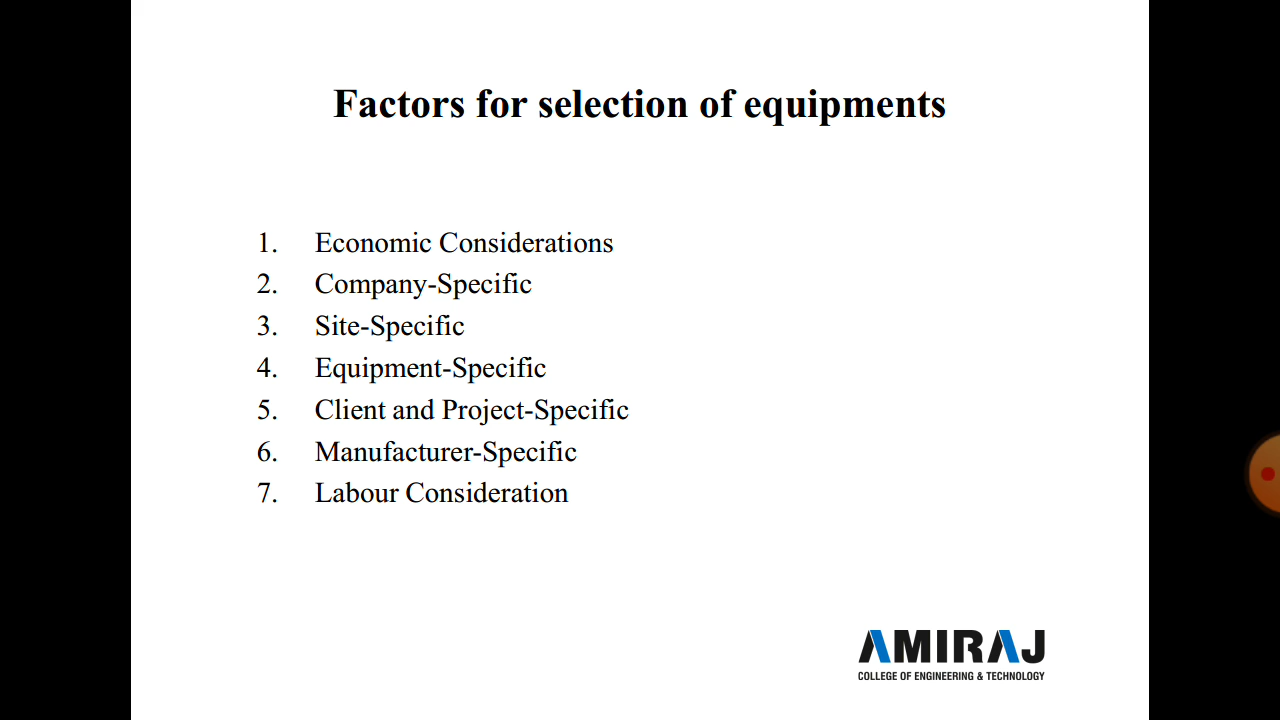 Factors for selection of equipments
1. Economic Considerations
2. Company-Specific
3. Site-Specific
4. Equipment-Specific
5. Client and Project-Specific
6. Manufacturer-Specific
7. Labour Consideration
AMIRAJ
COLLEGE OF ENGINEERING & TECHNOLOGY